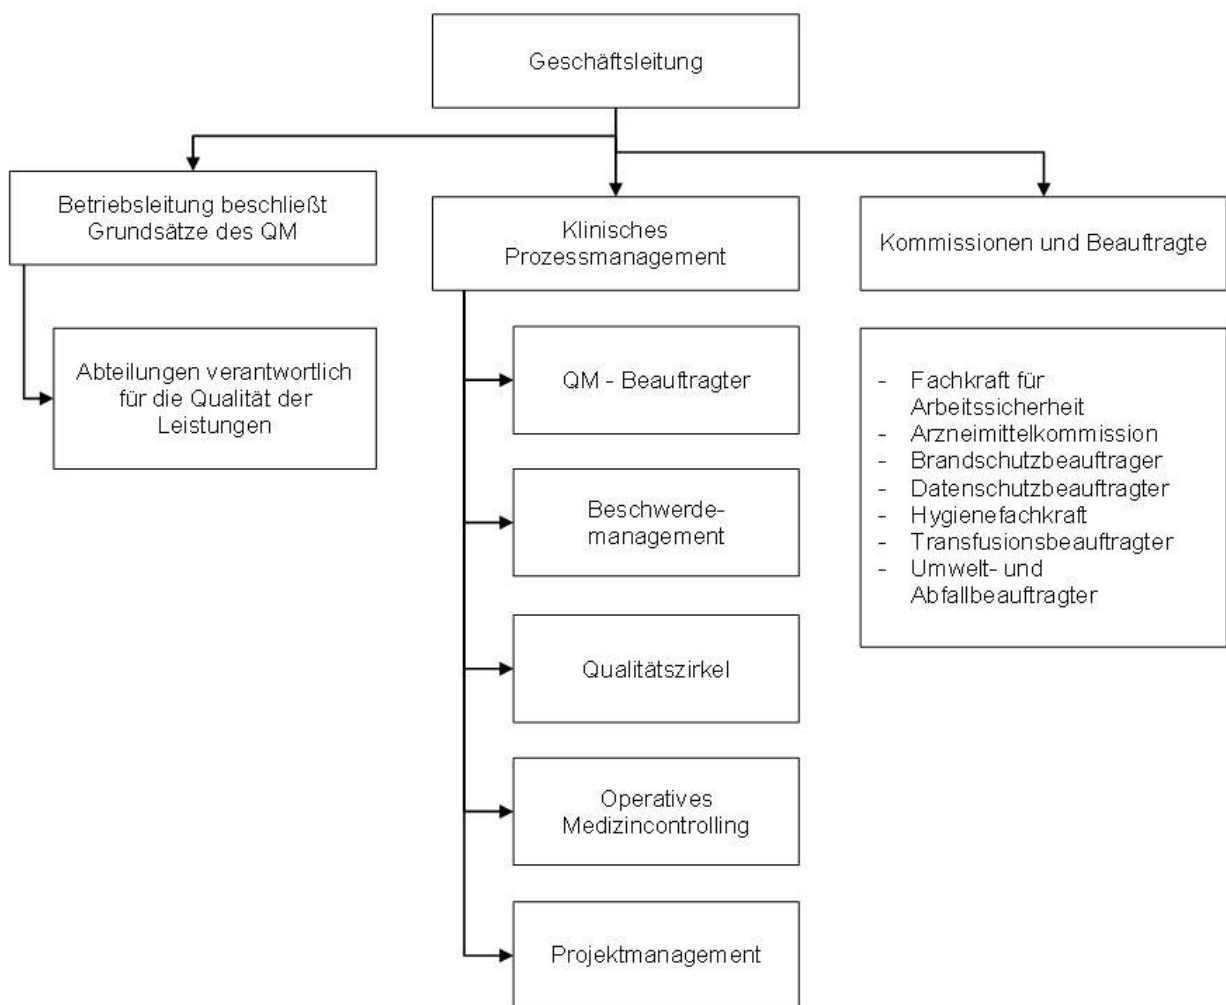 Geschäftsleitung
Betriebsleitung beschließt
Grundsätze des QM
Klinisches
Prozessmanagement
Kommissionen und Beauftragte
Abteilungen verantwortlich
für die Qualität der
Leistungen
QM - Beauftragter
Beschwerde-
management
Qualitätszirkel
Operatives
Medizincontrolling
Projektmanagement
- Fachkraft für
Arbeitssicherheit
- Arzneimittelkommission
- Brandschutzbeauftrager
- Datenschutzbeauftragter
- Hygienefachkraft
- Transfusionsbeauftragter
- Umwelt- und
Abfallbeauftragter